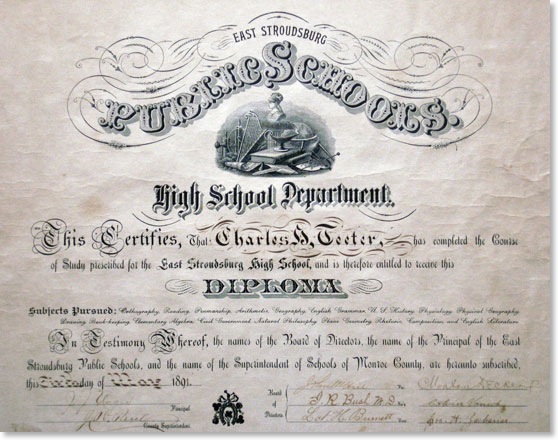 EAST STROUDSBURG
PUBLIC SCHOOLS.
High School Department.
This Certifies, That Charles H, Teeter, has completed the Course
of Study prescribed for the East Stroudsburg High School, and is therefore entitled to receive this
DIPLOMA
Subjects Pursued: Orthography, Reading, Penmanship, Arithmetic, Geography, English Grammar, U. S. History, Physiology, Physical Geography,
Drawing, Book-keeping, Elementary Algebra, Civil Government, Natural Philosophy, Plane Geometry, Rhetoric, Composition, and English Literature.
In Testimony Whereof, the names of the Board of Directors, the name of the Principal of the East
Stroudsburg Public Schools, and the name of the Superintendent of Schools of Monroe County, are hereunto subscribed,
this day of May 1891.
Principal
County Superintendent.
Board
of
Directors
J. R. Bush M.D.